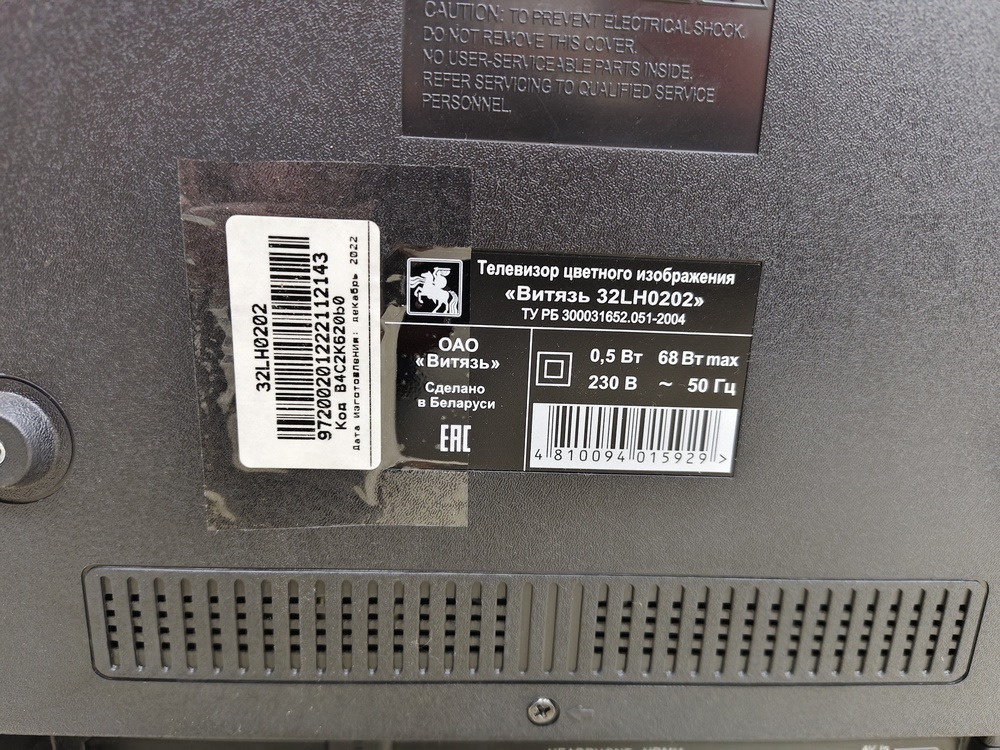 CAUTION: TO PREVENT ELECTRICAL SHOCK.
DO NOT REMOVE THIS COVER.
NO USER-SERVICEABLE PARTS INSIDE.
REFER SERVICING TO QUALIFIED SERVICE
PERSONNEL.
32LH0202
97200201222112143
Код B4C2K620b0
Дата изготовления: декабрь 2022
Телевизор цветного изображения
«Витязь 32LH0202»
ТУ РБ 300031652.051-2004
ОАО
«Витязь»
Сделано
в Беларуси
EAC
0,5 Вт 68 Вт max
230 В ~ 50 Гц
4 810094 015929 >